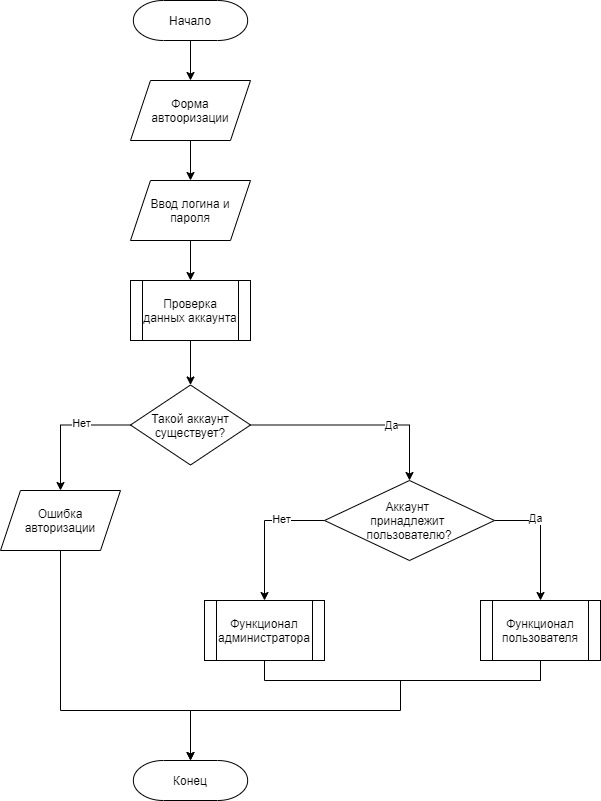 Начало
Форма
автооризации
Ввод логина и
пароля
Проверка
данных аккаунта
Такой аккаунт
существует?
Нет
Да
Ошибка
авторизации
Аккаунт
принадлежит
пользователю?
Нет
Да
Функционал
администратора
Функционал
пользователя
Конец